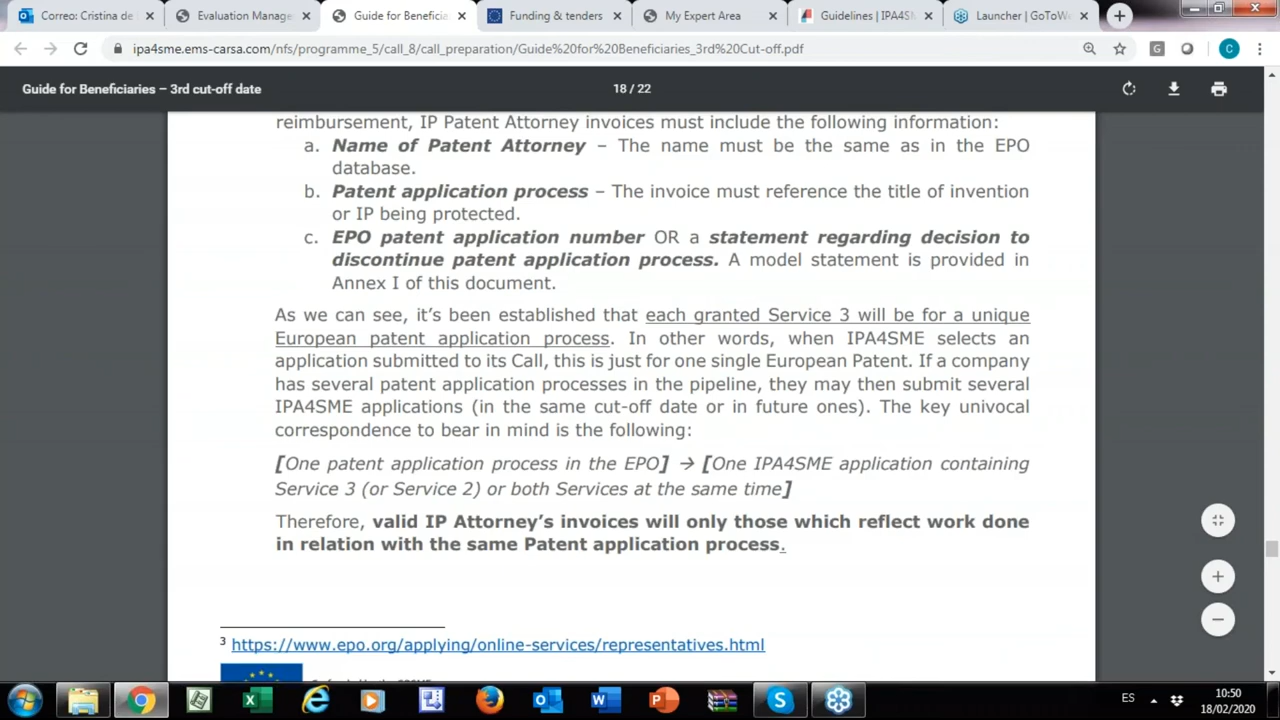 Correo: Cristina de
Evaluation Manage
Guide for Beneficia
Funding & tenders
My Expert Area
Guidelines | IPA4SM
Launcher | GoToWe
ipa4sme.ems-carsa.com/nfs/programme_5/call_8/call_preparation/Guide%20for%20Beneficiaries_3rd%20Cut-off.pdf
G
C
Guide for Beneficiaries – 3rd cut-off date
18 / 22
reimbursement, IP Patent Attorney invoices must include the following information:
a. Name of Patent Attorney – The name must be the same as in the EPO
database.
b. Patent application process – The invoice must reference the title of invention
or IP being protected.
c. EPO patent application number OR a statement regarding decision to
discontinue patent application process. A model statement is provided in
Annex I of this document.
As we can see, it's been established that each granted Service 3 will be for a unique
European patent application process. In other words, when IPA4SME selects an
application submitted to its Call, this is just for one single European Patent. If a company
has several patent application processes in the pipeline, they may then submit several
IPA4SME applications (in the same cut-off date or in future ones). The key univocal
correspondence to bear in mind is the following:
[One patent application process in the EPO] → [One IPA4SME application containing
Service 3 (or Service 2) or both Services at the same time]
Therefore, valid IP Attorney's invoices will only those which reflect work done
in relation with the same Patent application process.
3 https://www.epo.org/applying/online-services/representatives.html
ES
10:50
18/02/2020